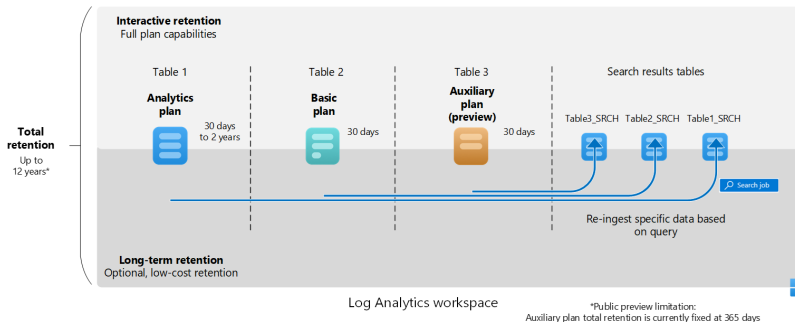 Interactive retention
Full plan capabilities
Table 1
Table 2
Table 3
Search results tables
Analytics
plan
30 days
to 2 years
Basic
plan
30 days
Auxiliary
plan
(preview)
30 days
Table3_SRCH
Table2_SRCH
Table1_SRCH
Total
retention
Up to
12 years*
Search job
Re-ingest specific data based
on query
Long-term retention
Optional, low-cost retention
Log Analytics workspace
*Public preview limitation:
Auxiliary plan total retention is currently fixed at 365 days